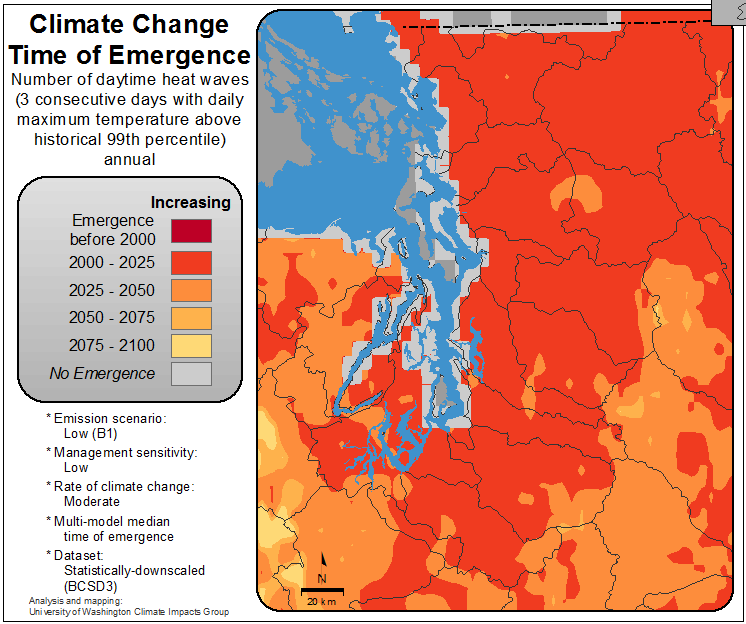 Climate Change
Time of Emergence
Number of daytime heat waves
(3 consecutive days with daily
maximum temperature above
historical 99th percentile)
annual
Increasing
Emergence
before 2000
2000 - 2025
2025 - 2050
2050 - 2075
2075 - 2100
No Emergence
* Emission scenario:
Low (B1)
* Management sensitivity:
Low
* Rate of climate change:
Moderate
* Multi-model median
time of emergence
* Dataset:
Statistically-downscaled
(BCSD3)
Analysis and mapping:
University of Washington Climate Impacts Group
N
20 km